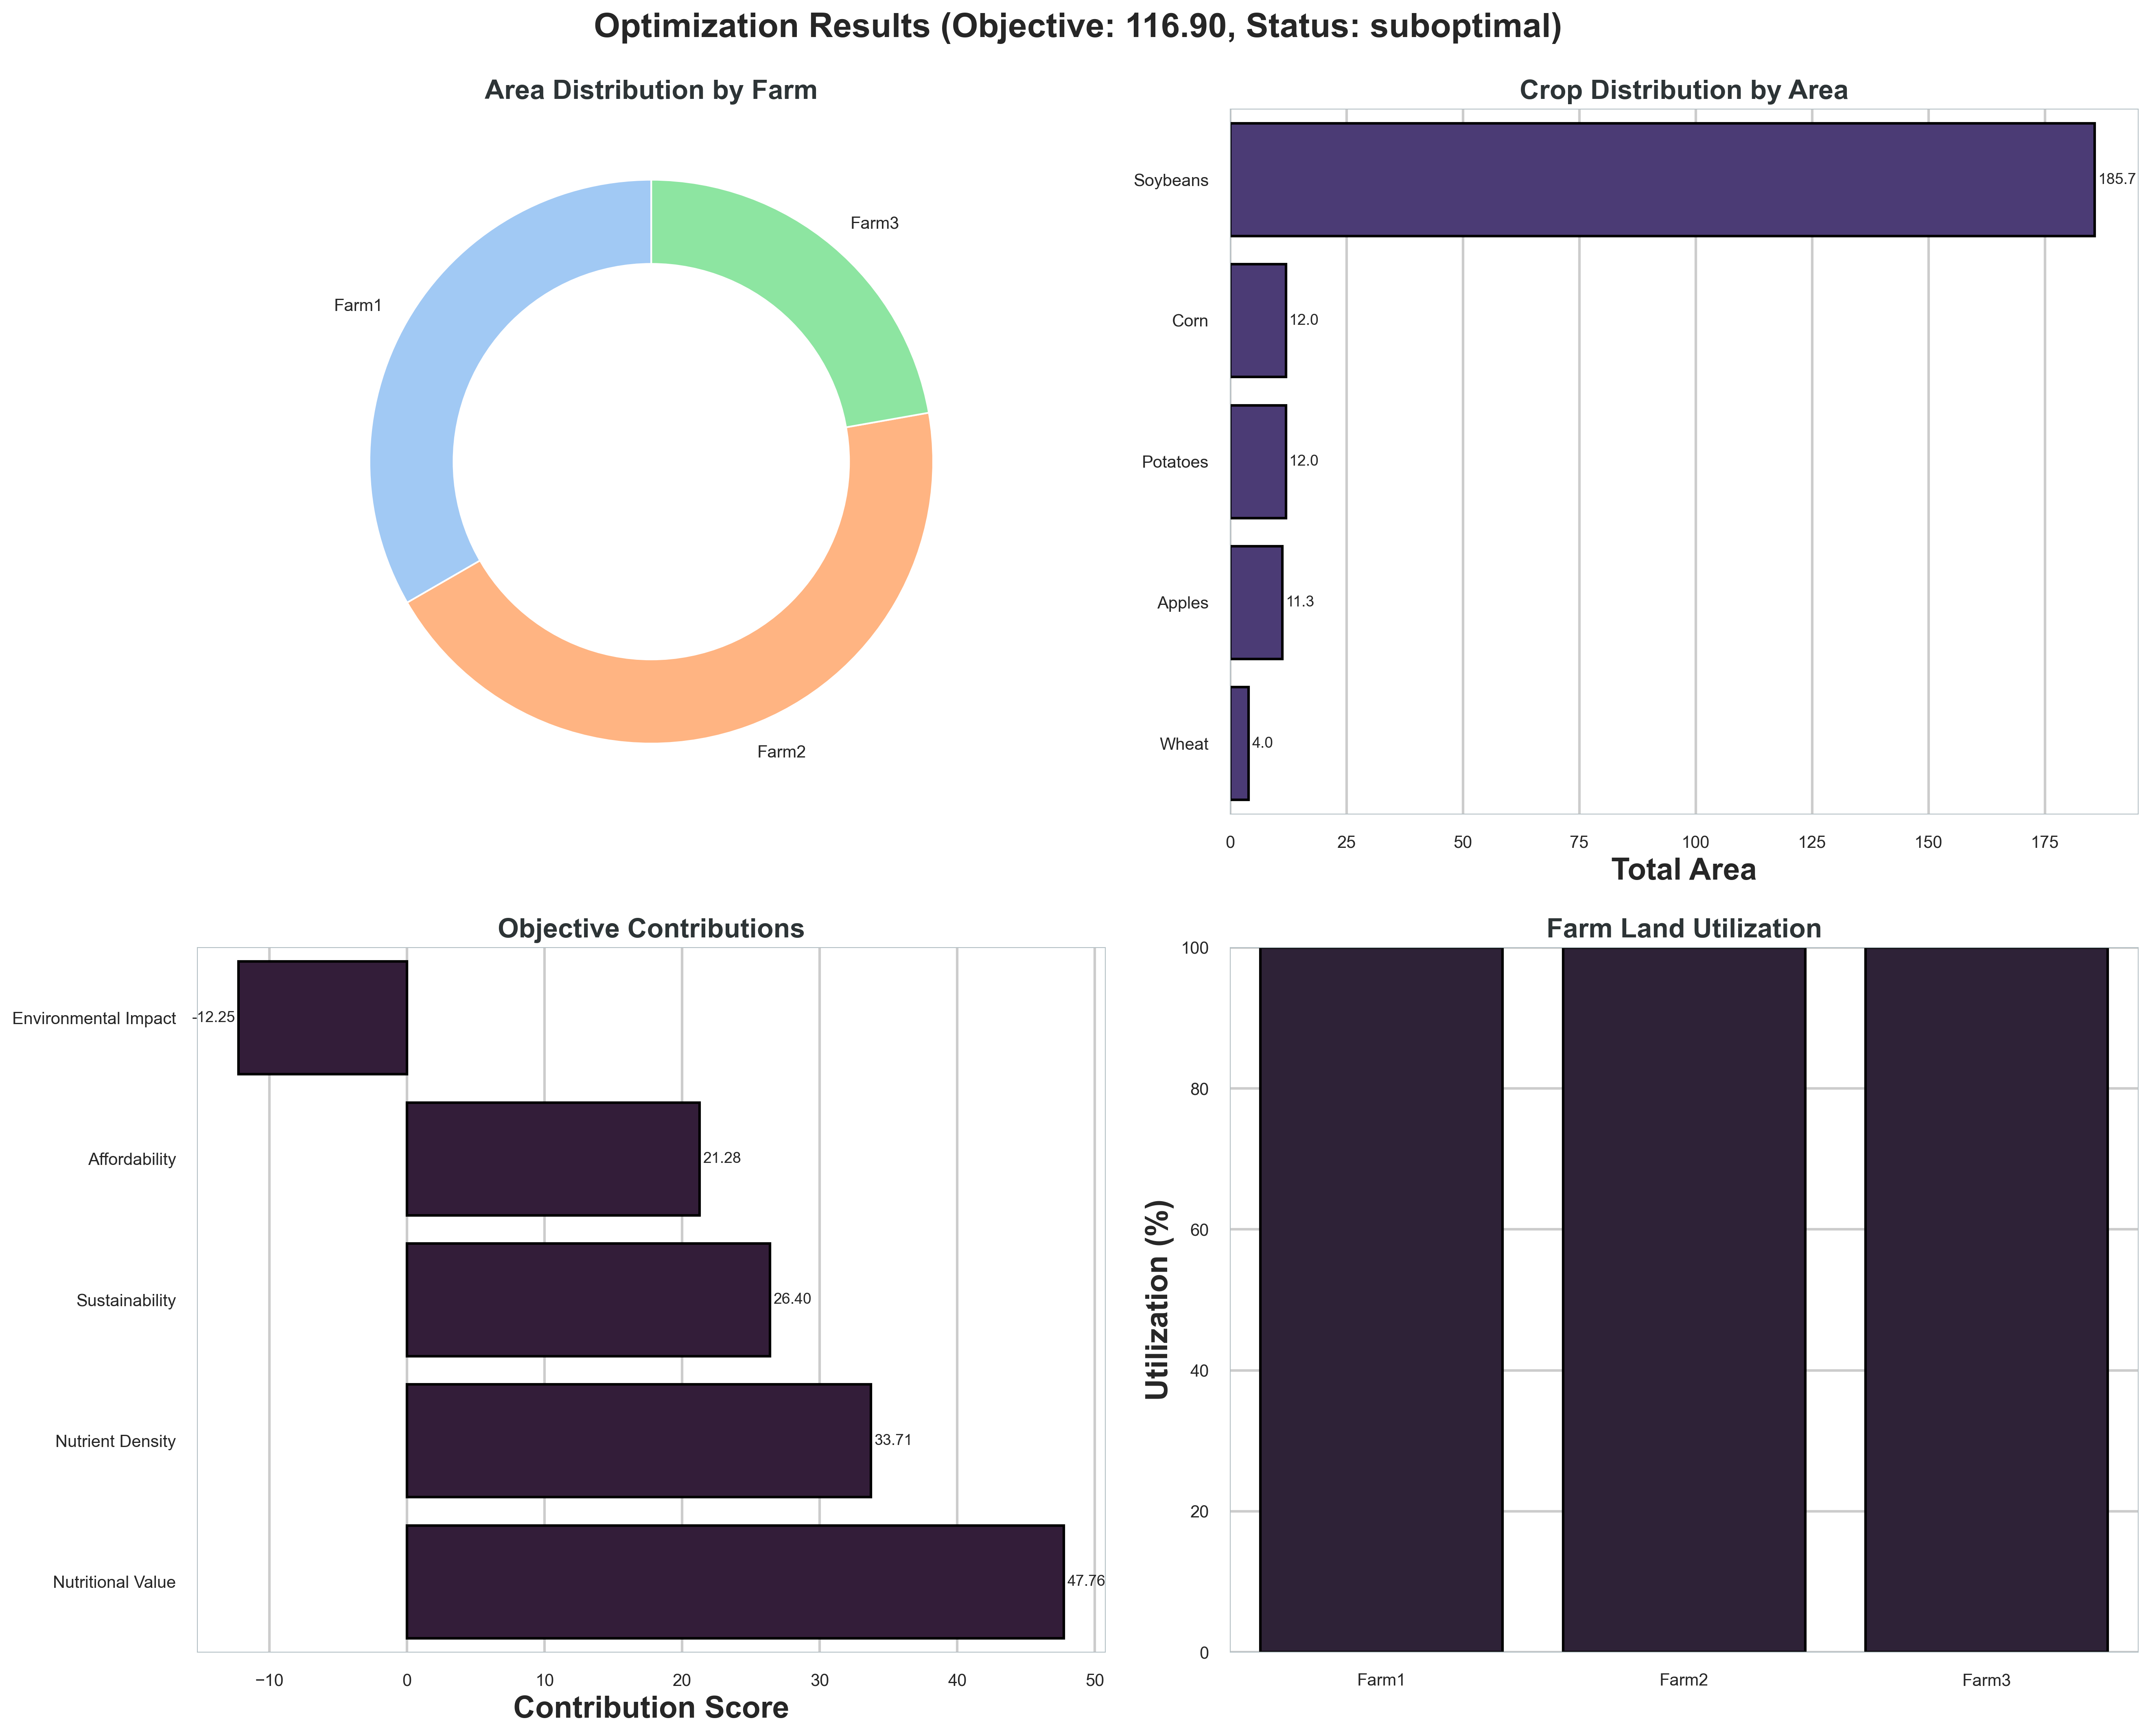 Optimization Results (Objective: 116.90, Status: suboptimal)
Area Distribution by Farm
Farm3
Farm1
Farm2
Crop Distribution by Area
Soybeans
185.7
Corn
12.0
Potatoes
12.0
Apples
11.3
Wheat
4.0
0 25 50 75 100 125 150 175
Total Area
Objective Contributions
Environmental Impact
-12.25
Affordability
21.28
Sustainability
26.40
Nutrient Density
33.71
Nutritional Value
47.76
−10 0 10 20 30 40 50
Contribution Score
Farm Land Utilization
Utilization (%)
100
80
60
40
20
0
Farm1 Farm2 Farm3